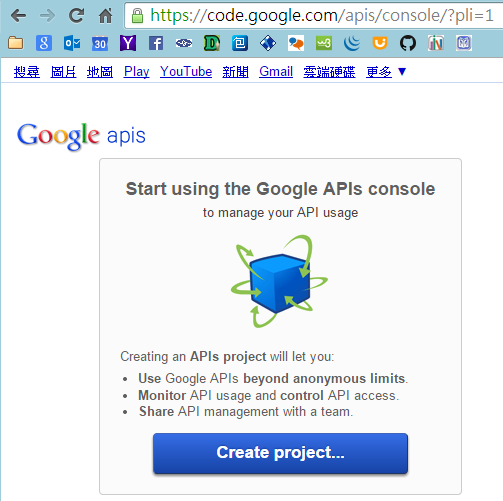 https://code.google.com/apis/console/?pli=1
搜尋 圖片 地圖 Play YouTube 新聞 Gmail 雲端硬碟 更多 ▼
Google apis
Start using the Google APIs console
to manage your API usage
Creating an APIs project will let you:
• Use Google APIs beyond anonymous limits.
• Monitor API usage and control API access.
• Share API management with a team.
Create project...